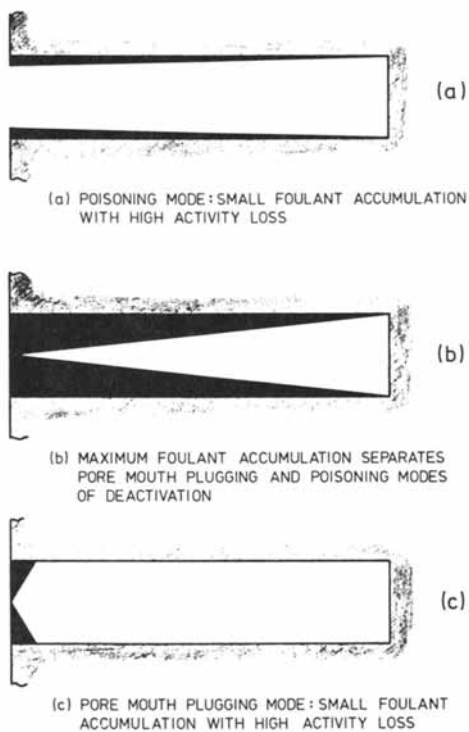 (a)
(a) POISONING MODE: SMALL FOULANT ACCUMULATION
WITH HIGH ACTIVITY LOSS
(b)
(b) MAXIMUM FOULANT ACCUMULATION SEPARATES
PORE MOUTH PLUGGING AND POISONING MODES
OF DEACTIVATION
(c)
(c) PORE MOUTH PLUGGING MODE: SMALL FOULANT
ACCUMULATION WITH HIGH ACTIVITY LOSS